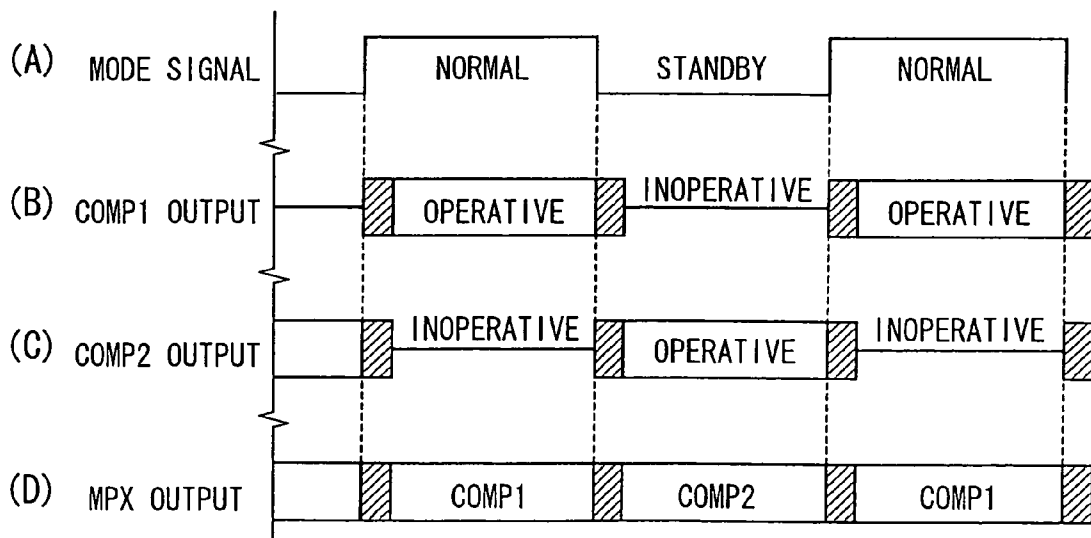 (A) MODE SIGNAL NORMAL STANDBY NORMAL
(B) COMP1 OUTPUT OPERATIVE INOPERATIVE OPERATIVE
(C) COMP2 OUTPUT INOPERATIVE OPERATIVE INOPERATIVE
(D) MPX OUTPUT COMP1 COMP2 COMP1